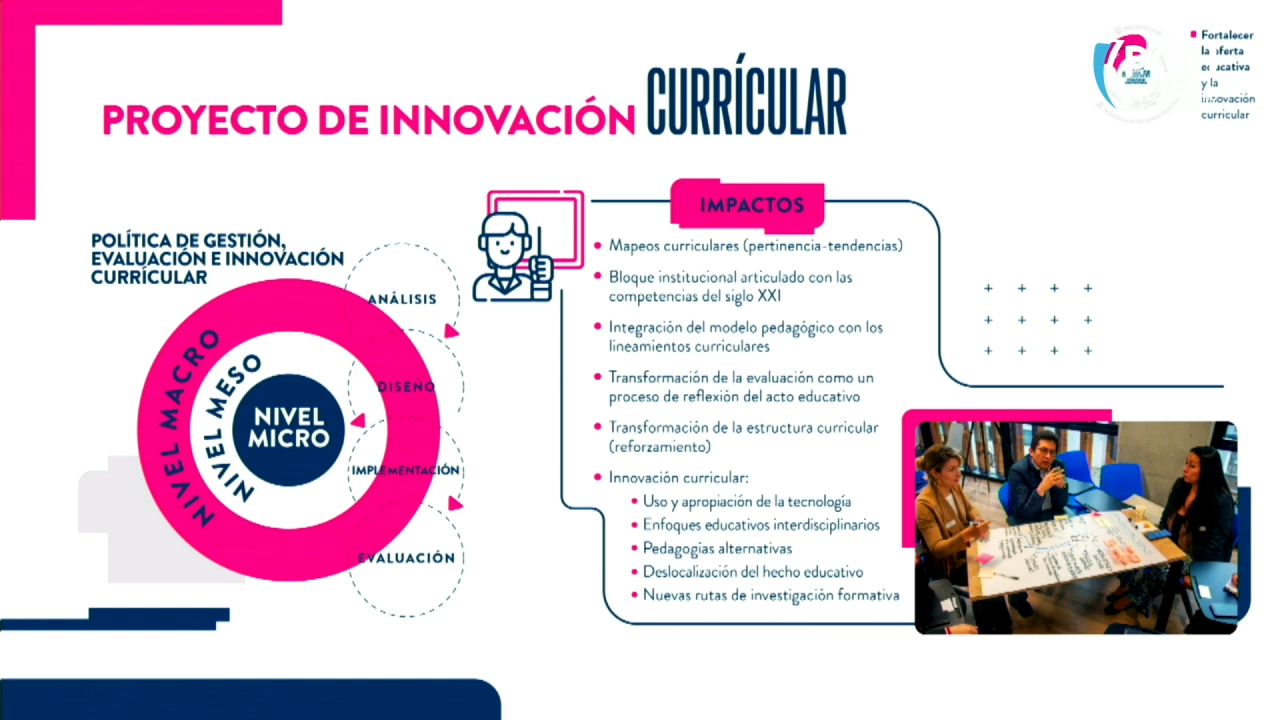 PROYECTO DE INNOVACIÓN CURRÍCULAR
Fortalecer
la oferta
educativa
y la
innovación
curricular
POLÍTICA DE GESTIÓN,
EVALUACIÓN E INNOVACIÓN
CURRÍCULAR
NIVEL MACRO
NIVEL MESO
NIVEL
MICRO
ANÁLISIS
DISENO
IMPLEMENTACIÓN
EVALUACIÓN
IMPACTOS
Mapeos curriculares (pertinencia-tendencias)
Bloque institucional articulado con las
competencias del siglo XXI
Integración del modelo pedagógico con los
lineamientos curriculares
Transformación de la evaluación como un
proceso de reflexión del acto educativo
Transformación de la estructura curricular
(reforzamiento)
Innovación curricular:
Uso y apropiación de la tecnología
Enfoques educativos interdisciplinarios
Pedagogías alternativas
Deslocalización del hecho educativo
Nuevas rutas de investigación formativa